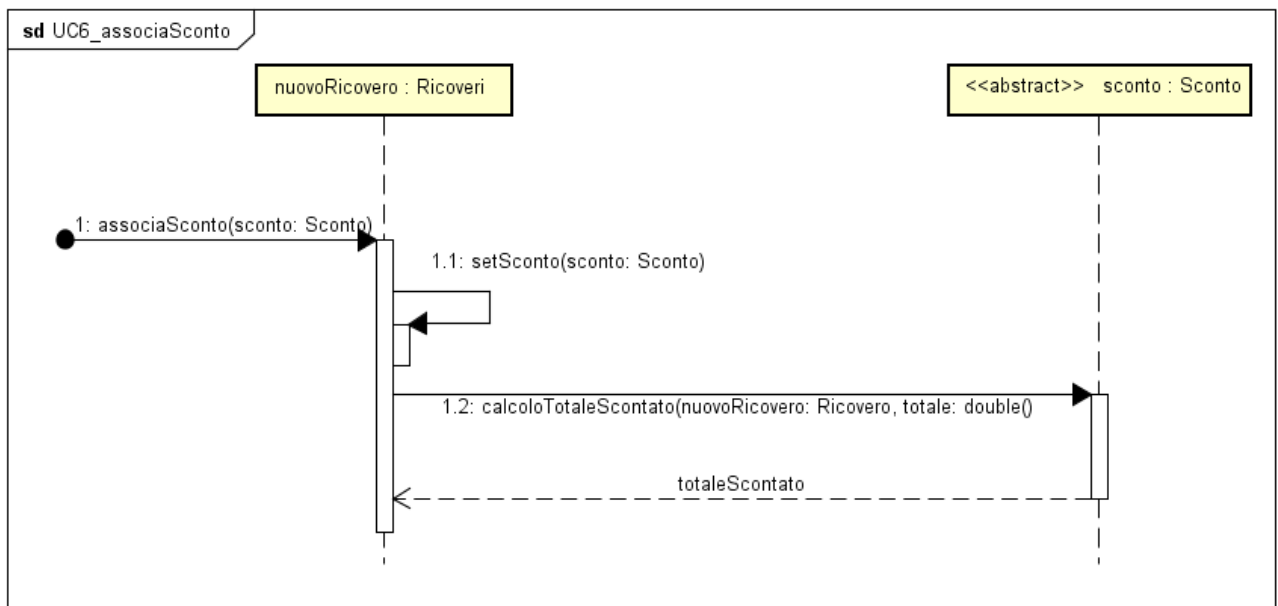 sd UC6_associaSconto
nuovoRicovero : Ricoveri
<<abstract>> sconto : Sconto
1: associaSconto(sconto: Sconto)
1.1: setSconto(sconto: Sconto)
1.2: calcoloTotaleScontato(nuovoRicovero: Ricovero, totale: double()
totaleScontato